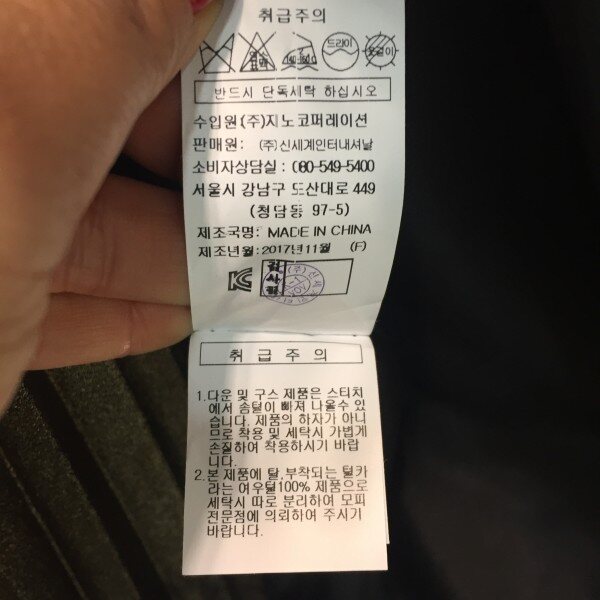 취급주의
드라이
반드시 단독세탁 하십시오
수입원:(주)지노코퍼레이션
판매원: (주)신세계인터내셔날
소비자상담실 : 080-549-5400
서울시 강남구 도산대로 449
(청담동 97-5)
제조국명: MADE IN CHINA
제조년월:2017년11월 (F)
취급주의
1.다운 및 구스 제품은 스티치
에서 솜털이 빠져 나올수 있
습니다. 제품의 하자가 아니
므로 착용 및 세탁시 가볍게
손질하여 착용하시기 바랍
니다.
2.본 제품에 탈,부착되는 털카
라는 여우털100% 제품으로
세탁시 따로 분리하여 모피
전문점에 의뢰하여 주시기
바랍니다.